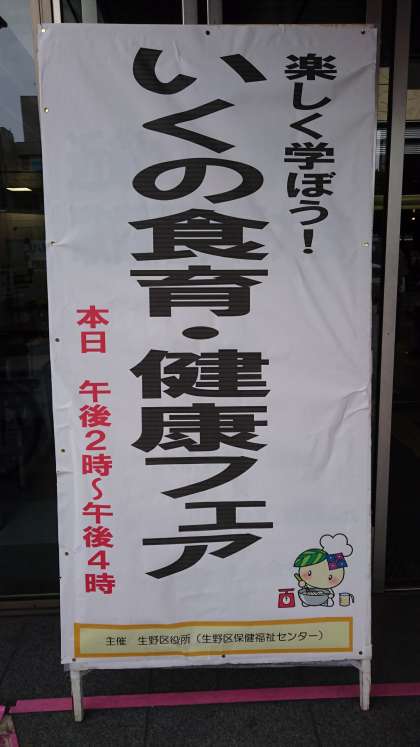 楽しく学ぼう!
いくの食育・健康フェア
本日 午後2時~午後4時
主催 生野区役所(生野区保健福祉センター)